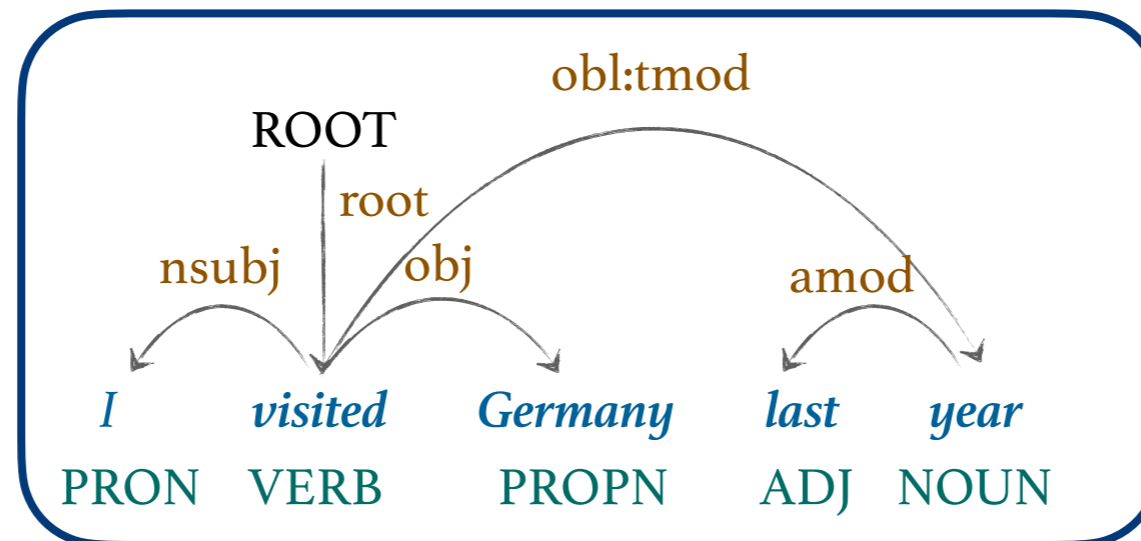 obl:tmod
ROOT
root
nsubj obj amod
I visited Germany last year
PRON VERB PROPN ADJ NOUN